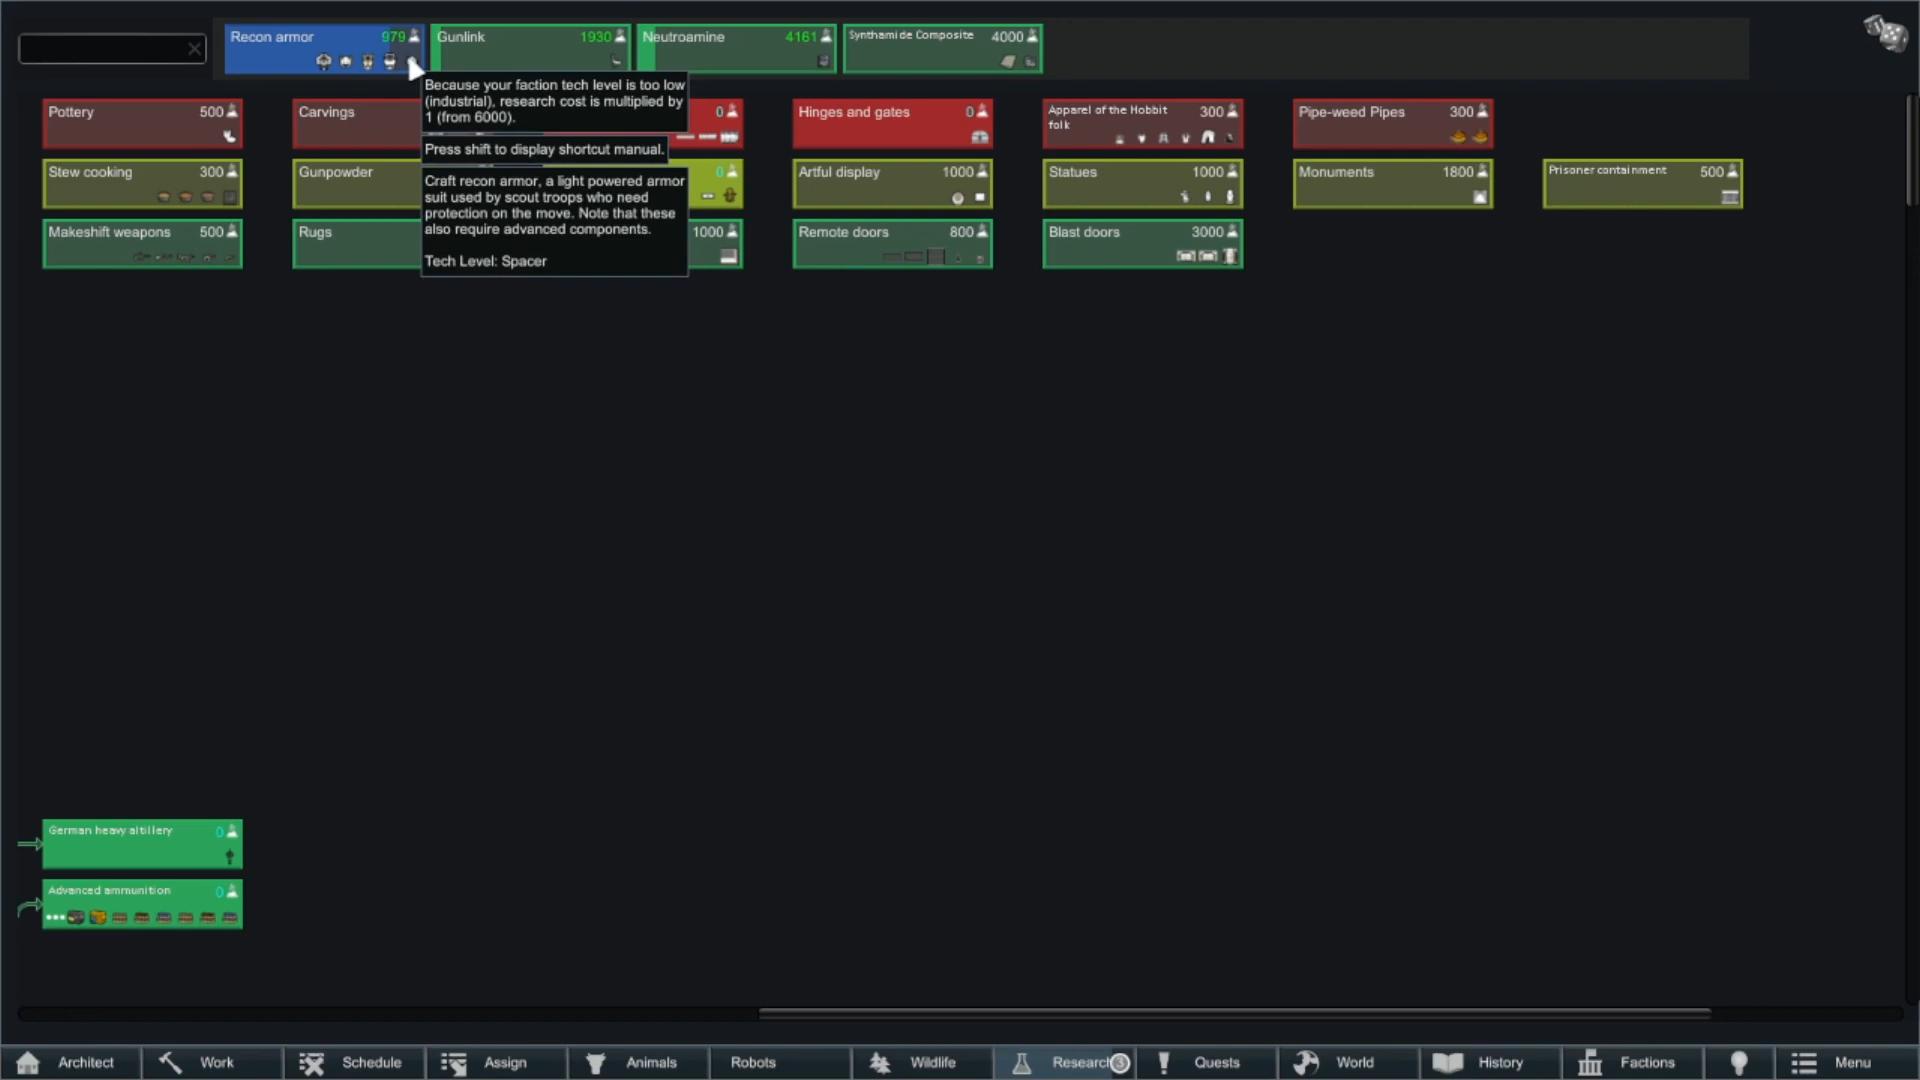 Recon armor 979
Gunlink 1930
Neutroamine 4161
Synthamide Composite 4000
Because your faction tech level is too low
(industrial), research cost is multiplied by
1 (from 6000).
Press shift to display shortcut manual.
Craft recon armor, a light powered armor
suit used by scout troops who need
protection on the move. Note that these
also require advanced components.
Tech Level: Spacer
Pottery 500
Carvings
0
Hinges and gates 0
Apparel of the Hobbit
folk
300
Pipe-weed Pipes 300
Stew cooking 300
Gunpowder
0
Artful display 1000
Statues 1000
Monuments 1800
Prisoner containment 500
Makeshift weapons 500
Rugs
1000
Remote doors 800
Blast doors 3000
German heavy altillery 0
Advanced ammunition 0
Architect
Work
Schedule
Assign
Animals
Robots
Wildlife
Research 3
Quests
World
History
Factions
Menu